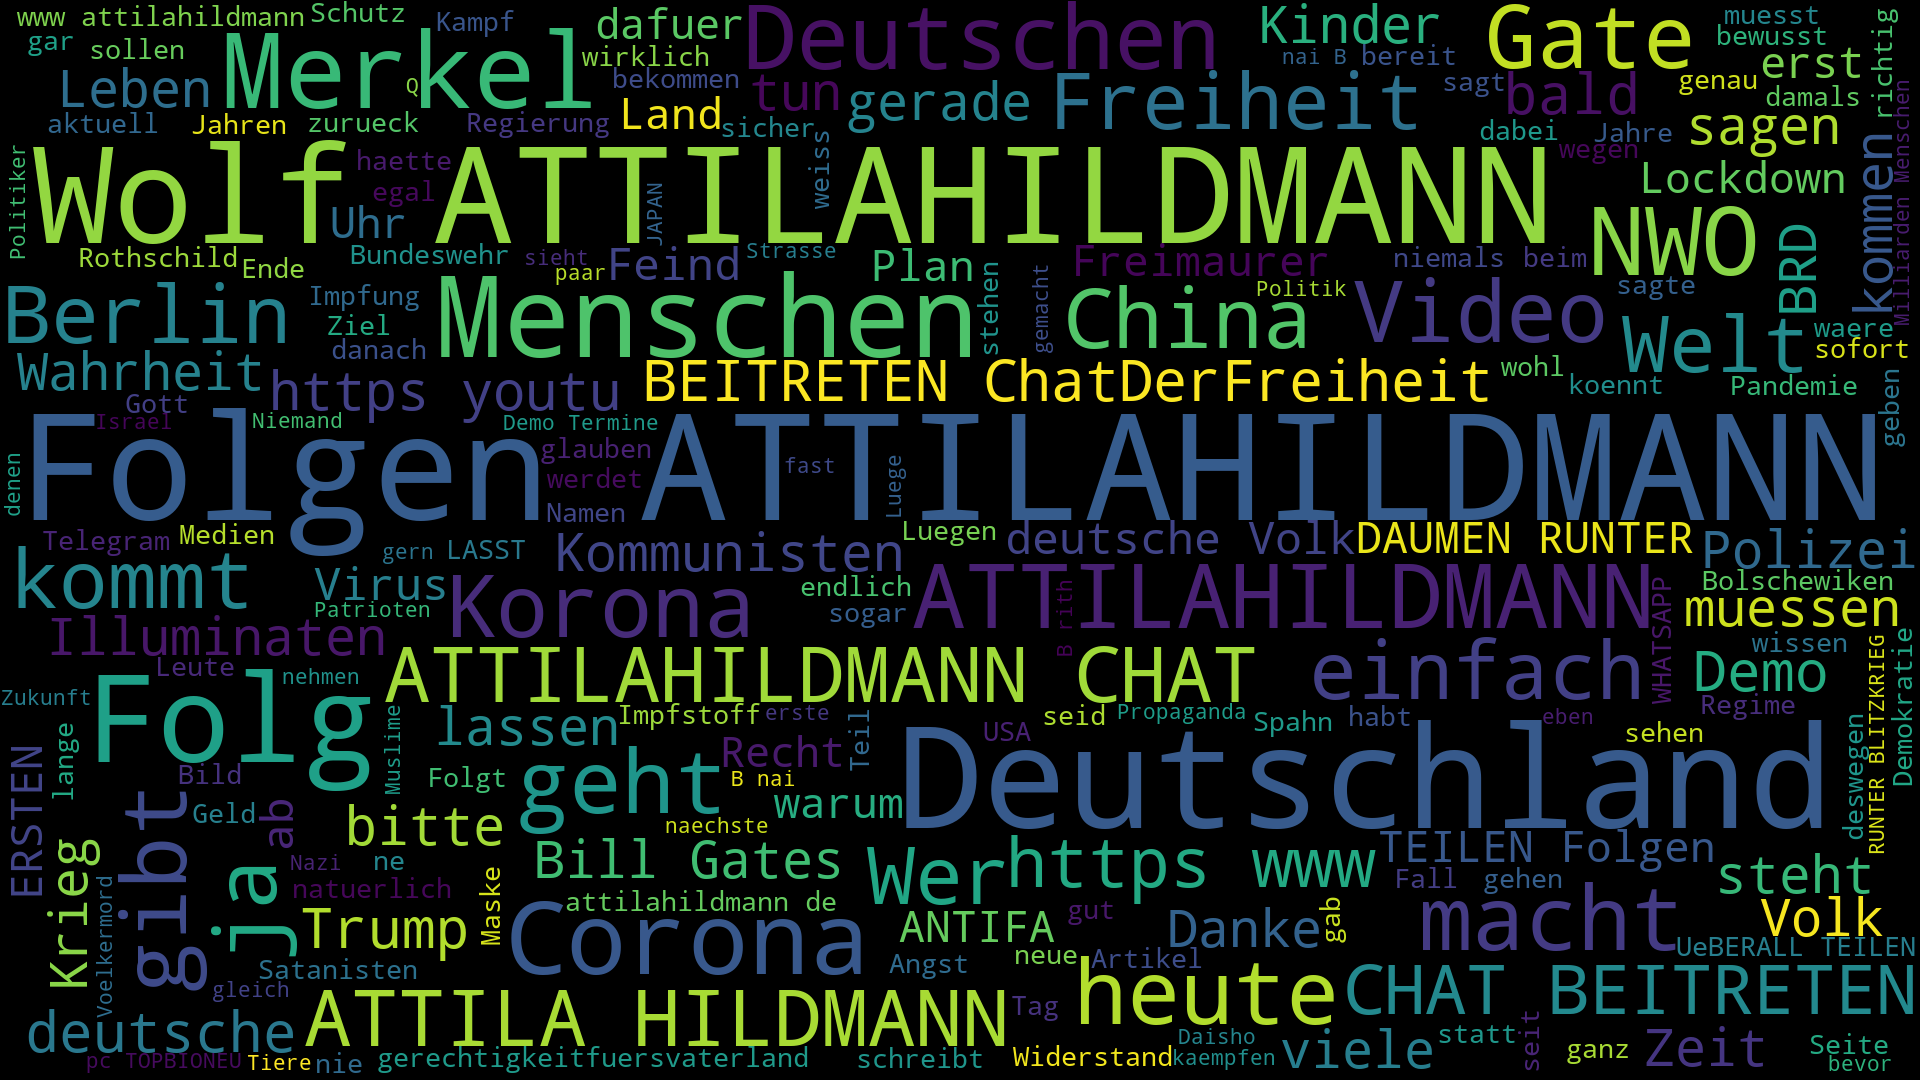 www attilahildmann
Schutz
Kampf
dafuer
Deutschen
Kinder
Gate
muesst
bewusst
richtig
gar
sollen
Merkel
wirklich
nai B
bereit
erst
Leben
Q
bekommen
tun
gerade
Freiheit
sagt
bald
genau
damals
aktuell
Jahren
zurueck
Regierung
Land
sicher
dabei
Jahre
sagen
Politiker
Wolf
haette
egal
ATTILAHILDMANN
weiss
wegen
Lockdown
kommen
Milliarden Menschen
Uhr
JAPAN
NWO
BRD
Rothschild
Ende
Bundeswehr
sieht
paar
Feind
Strasse
Plan
Freimaurer
niemals
beim
sagte
Berlin
Impfung
Ziel
danach
Menschen
stehen
gemacht
China
Politik
Video
Welt
waere
sofort
Wahrheit
https youtu
BEITRETEN ChatDerFreiheit
wohl
koennt
Pandemie
geben
Gott
Israel
Niemand
Demo Termine
denen
Folgen ATTILAHILDMANN
glauben
werdet
fast
Luege
Namen
Telegram
Medien
gern
LASST
Kommunisten
Luegen
deutsche Volk
DAUMEN RUNTER
Polizei
kommt
Virus
Patrioten
Korona
endlich
sogar
ATTILAHILDMANN
B rith
WHATSAPP
Bolschewiken
muessen
Illuminaten
Leute
nehmen
ATTILAHILDMANN CHAT
einfach
wissen
Demo
RUNTER BLITZKRIEG
Demokratie
Zukunft
Folg
Muslime
lassen
Impfstoff
erste
Teil
USA
seid
Propaganda
Spahn
habt
eben
Regime
sehen
deswegen
ERSTEN
lange
Bild
Folgt
geht
Recht
B nai
Deutschland
Geld
ab
bitte
naechste
warum
gibt
ja
Nazi
ne
natuerlich
Bill Gates
Wer
https www
TEILEN Folgen
Fall
gehen
steht
Krieg
Voelkermord
Trump
Maske
attilahildmann de
Corona
ANTIFA
gut
Danke
gab
macht
Volk
Satanisten
gleich
Angst
neue
Artikel
UeBERALL TEILEN
deutsche
ATTILA HILDMANN
Tag
heute
CHAT BEITRETEN
pc TOPBIONEU
Tiere
nie
gerechtigkeitfuersvaterland
schreibt
Widerstand
Daisho
kaempfen
viele
statt
seit
ganz
Zeit
Seite
bevor